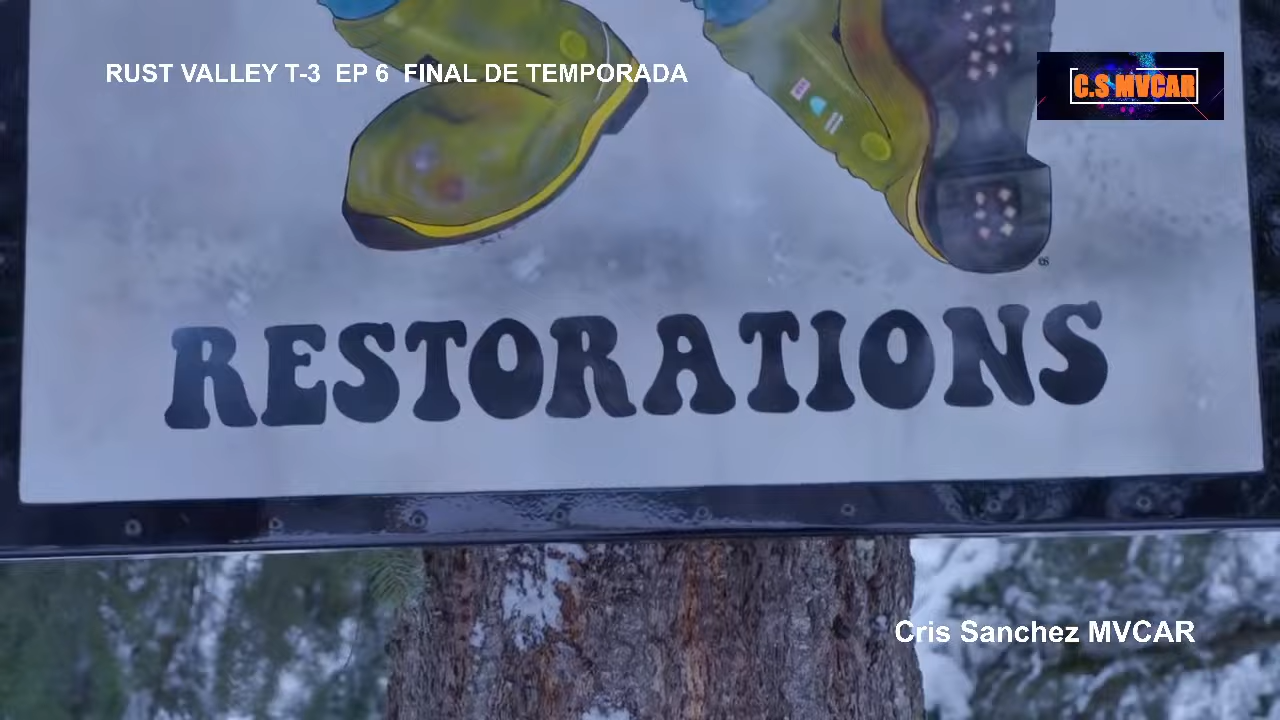 RUST VALLEY T-3 EP 6 FINAL DE TEMPORADA
C.S MVCAR
RESTORATIONS
Cris Sanchez MVCAR